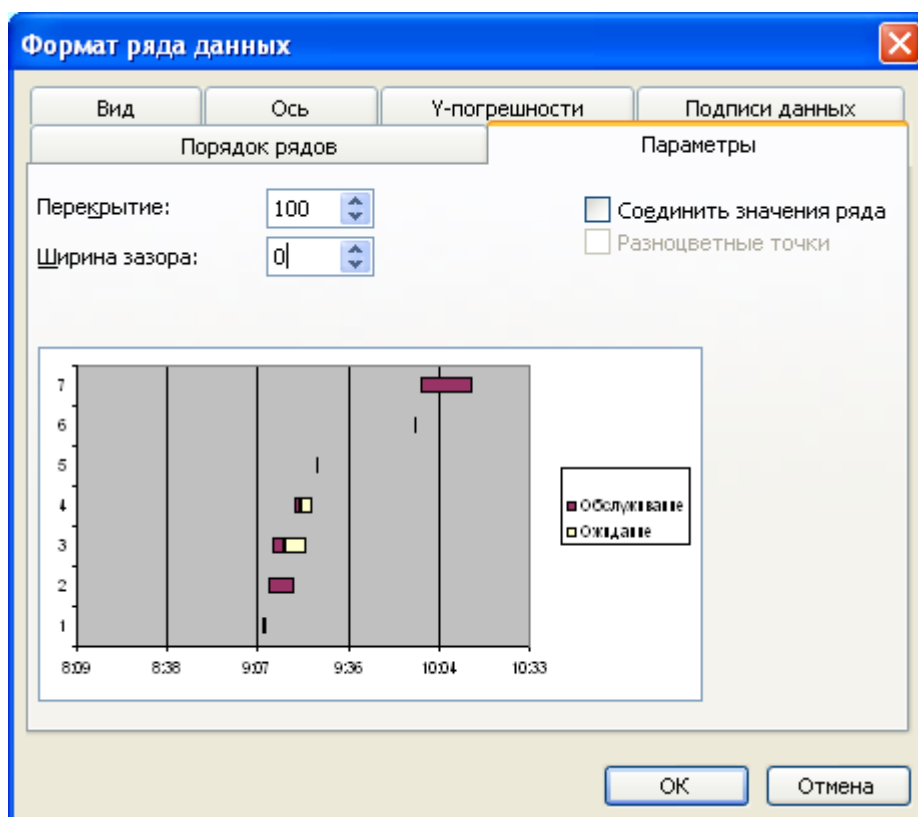 Формат ряда данных
Вид Ось Y-погрешности Подписи данных
Порядок рядов Параметры
Перекрытие: 100 Соединить значения ряда
Ширина зазора: 0 Разноцветные точки
7
6
5
4
3
2
1
8:09 8:38 9:07 9:36 10:04 10:33
Обслуживание
Ожидание
ОК Отмена